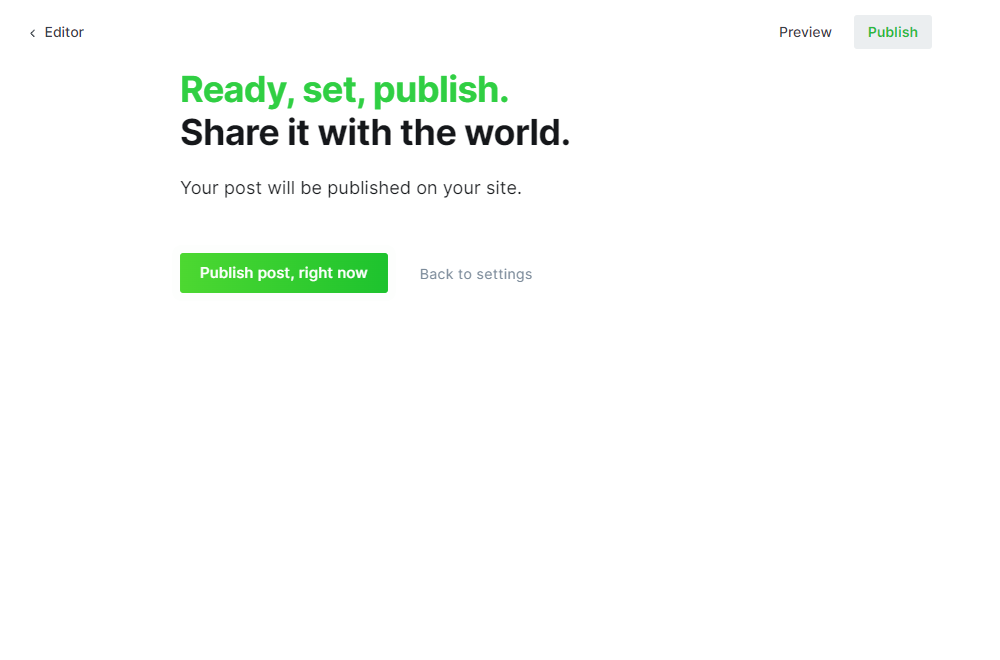 Editor
Preview
Publish
Ready, set, publish.
Share it with the world.
Your post will be published on your site.
Publish post, right now
Back to settings